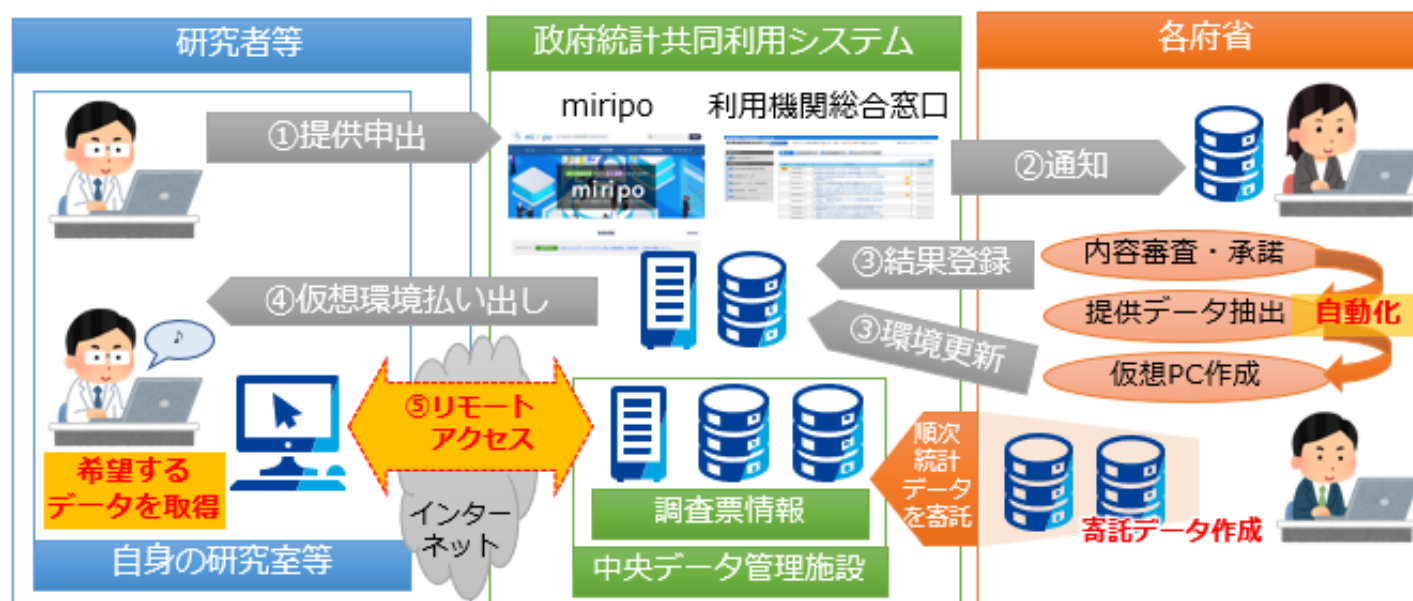 研究者等
政府統計共同利用システム
各府省
①提供申出
miripo
利用機関総合窓口
miripo
miripo
②通知
内容審査・承諾
③結果登録
提供データ抽出
自動化
③環境更新
仮想PC作成
④仮想環境払い出し
♪
⑤リモート
アクセス
希望する
データを取得
インター
ネット
自身の研究室等
調査票情報
中央データ管理施設
順次
統計
データ
を寄託
寄託データ作成